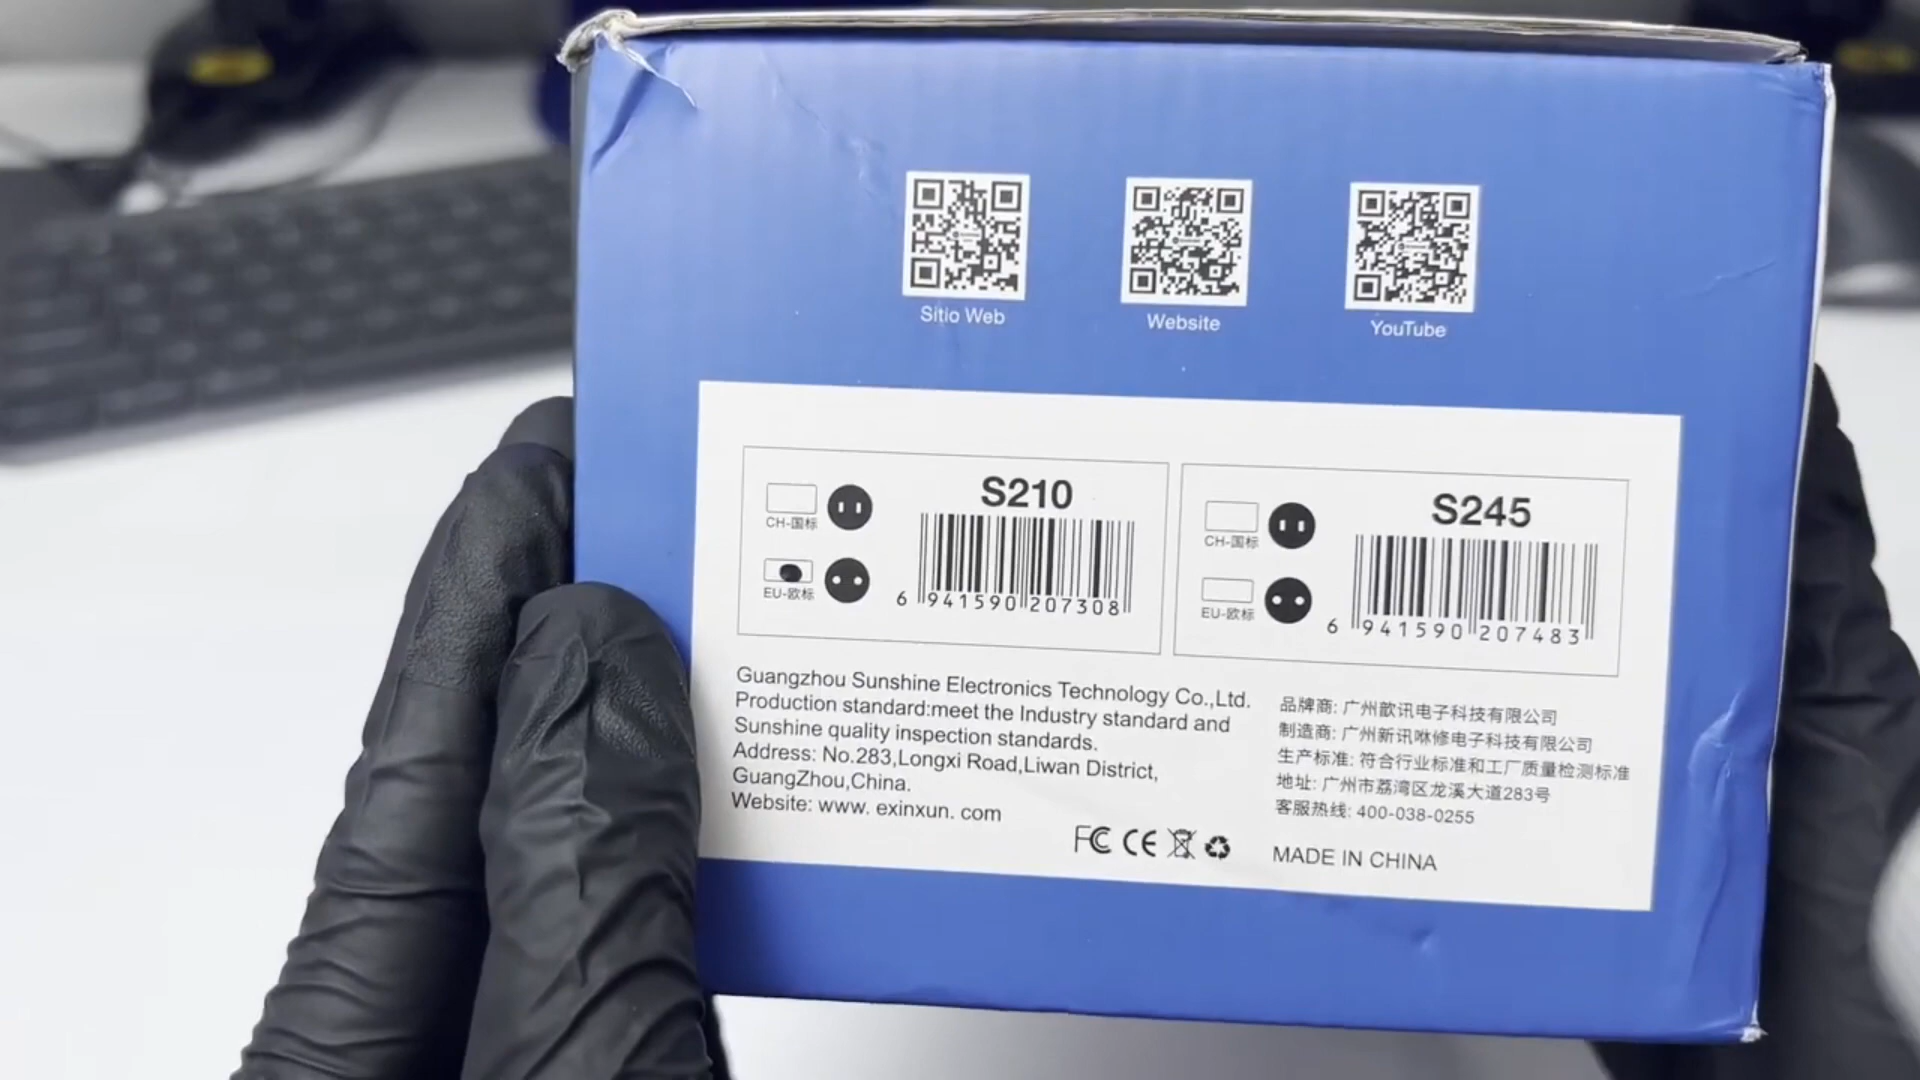 Sitio Web
Website
YouTube
S210
CH-国标
EU-欧标
6 941590 207308
S245
CH-国标
EU-欧标
6 941590 207483
Guangzhou Sunshine Electronics Technology Co.,Ltd.
Production standard:meet the Industry standard and
Sunshine quality inspection standards.
Address: No.283,Longxi Road,Liwan District,
GuangZhou,China.
Website: www. exinxun. com
FC CE
品牌商: 广州歆讯电子科技有限公司
制造商: 广州新讯咻修电子科技有限公司
生产标准: 符合行业标准和工厂质量检测标准
地址: 广州市荔湾区龙溪大道283号
客服热线: 400-038-0255
MADE IN CHINA